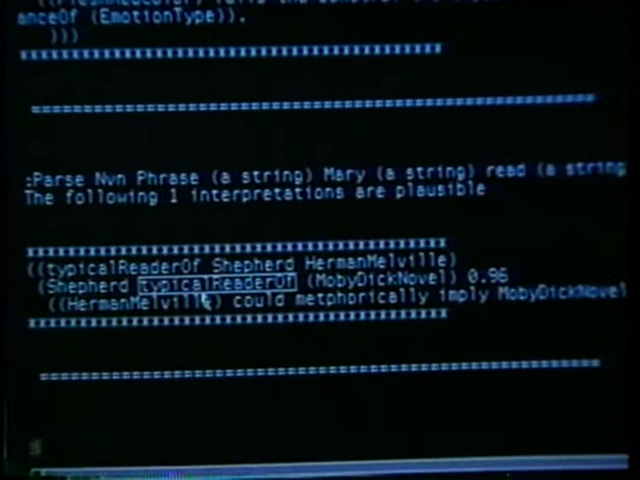 anceOf (EmotionType)).
)))
****************************************
==================================================
:Parse Nvn Phrase (a string) Mary (a string) read (a string
The following 1 interpretations are plausible
****************************************
((typicalReaderOf Shepherd HermanMelville)
(Shepherd typicalReaderOf (MobyDickNovel) 0.96
((HermanMelville) could metphorically imply MobyDickNovel
****************************************
==================================================